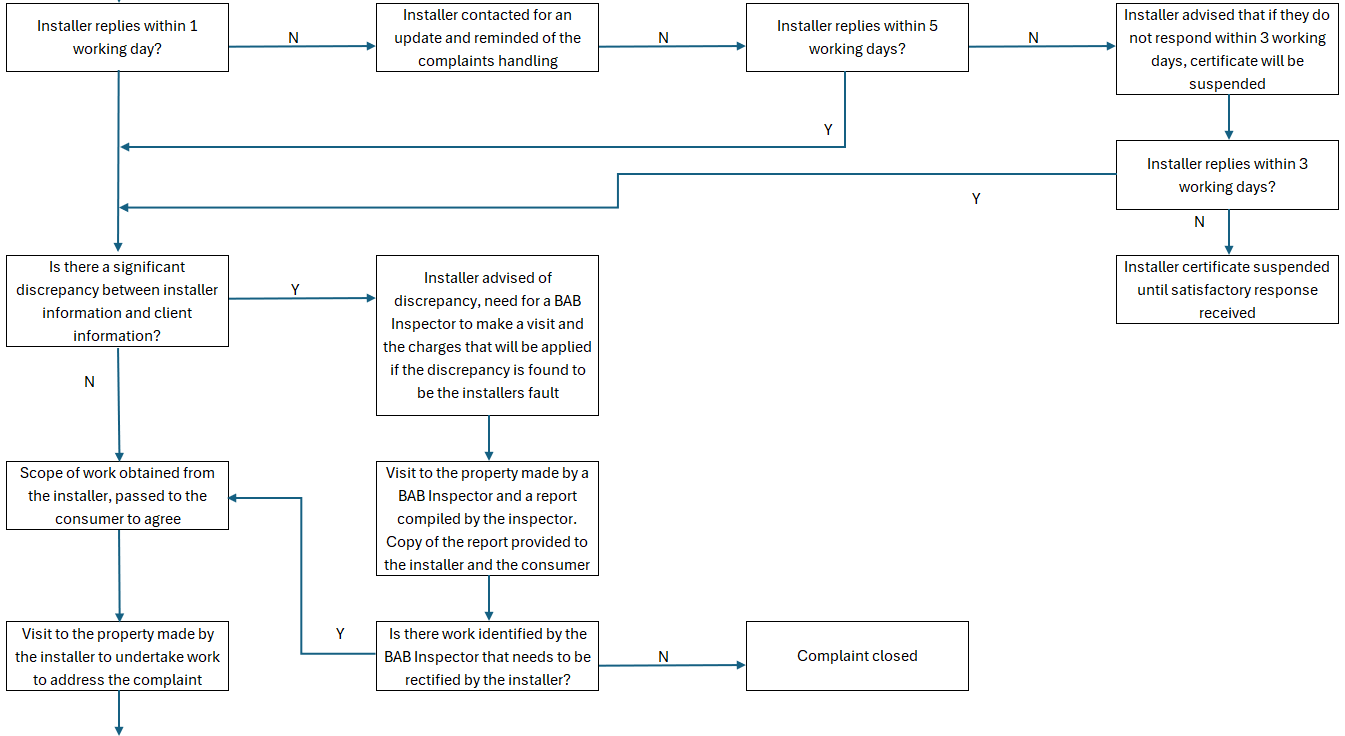 Installer replies within 1
working day?
N
Installer contacted for an
update and reminded of the
complaints handling
N
Installer replies within 5
working days?
N
Installer advised that if they do
not respond within 3 working
days, certificate will be
suspended
Y
Installer replies within 3
working days?
Y
N
Installer certificate suspended
until satisfactory response
received
Is there a significant
discrepancy between installer
information and client
information?
Y
Installer advised of
discrepancy, need for a BAB
Inspector to make a visit and
the charges that will be applied
if the discrepancy is found to
be the installers fault
N
Scope of work obtained from
the installer, passed to the
consumer to agree
Visit to the property made by a
BAB Inspector and a report
compiled by the inspector.
Copy of the report provided to
the installer and the consumer
Visit to the property made by
the installer to undertake work
to address the complaint
Y
Is there work identified by the
BAB Inspector that needs to be
rectified by the installer?
N
Complaint closed